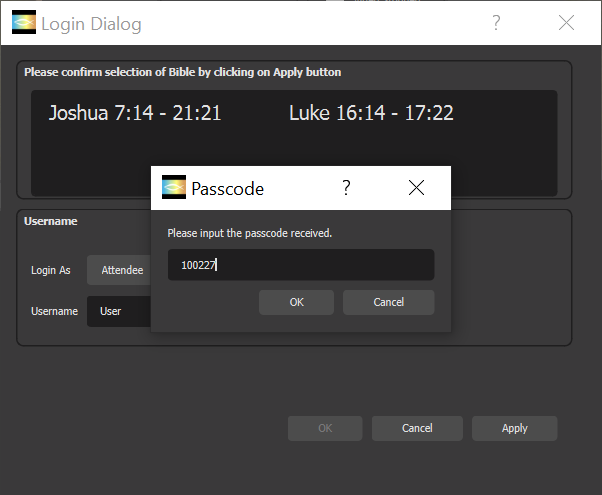 Login Dialog
?
Please confirm selection of Bible by clicking on Apply button
Joshua 7:14 - 21:21 Luke 16:14 - 17:22
Passcode
?
Please input the passcode received.
100227
OK Cancel
Username
Login As Attendee
Username User
OK Cancel Apply